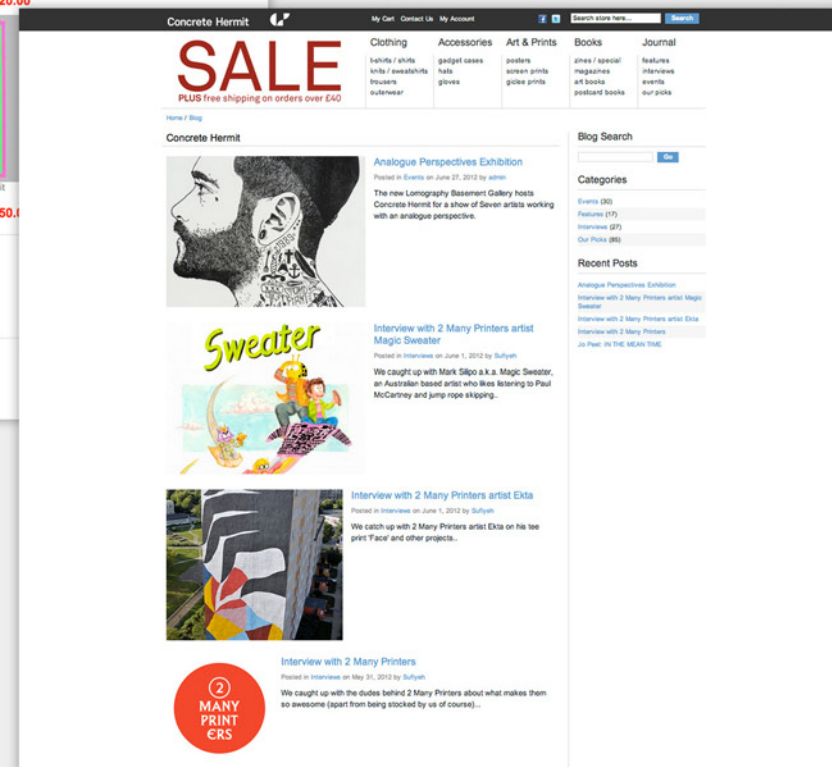 20.00
Concrete Hermit
My Cart Contact Us My Account
Search store here...
Search
SALE
PLUS free shipping on orders over £40
Clothing
t-shirts / shirts
knits / sweatshirts
trousers
outerwear
Accessories
gadget cases
hats
gloves
Art & Prints
posters
screen prints
giclee prints
Books
zines / special
magazines
art books
postcard books
Journal
features
interviews
events
our picks
Home / Blog
Concrete Hermit
Analogue Perspectives Exhibition
Posted in Events on June 27, 2012 by admin
The new Lomography Basement Gallery hosts
Concrete Hermit for a show of Seven artists working
with an analogue perspective.
Sweater
Interview with 2 Many Printers artist
Magic Sweater
Posted in Interviews on June 1, 2012 by Sufiyeh
We caught up with Mark Silipo a.k.a. Magic Sweater,
an Australian based artist who likes listening to Paul
McCartney and jump rope skipping..
Interview with 2 Many Printers artist Ekta
Posted in Interviews on June 1, 2012 by Sufiyeh
We catch up with 2 Many Printers artist Ekta on his tee
print 'Face' and other projects..
2
MANY
PRINT
ERS
Interview with 2 Many Printers
Posted in Interviews on May 31, 2012 by Sufiyeh
We caught up with the dudes behind 2 Many Printers about what makes them
so awesome (apart from being stocked by us of course)...
Blog Search
Go
Categories
Events (30)
Features (17)
Interviews (27)
Our Picks (85)
Recent Posts
Analogue Perspectives Exhibition
Interview with 2 Many Printers artist Magic
Sweater
Interview with 2 Many Printers artist Ekta
Interview with 2 Many Printers
Jo Peel: IN THE MEAN TIME